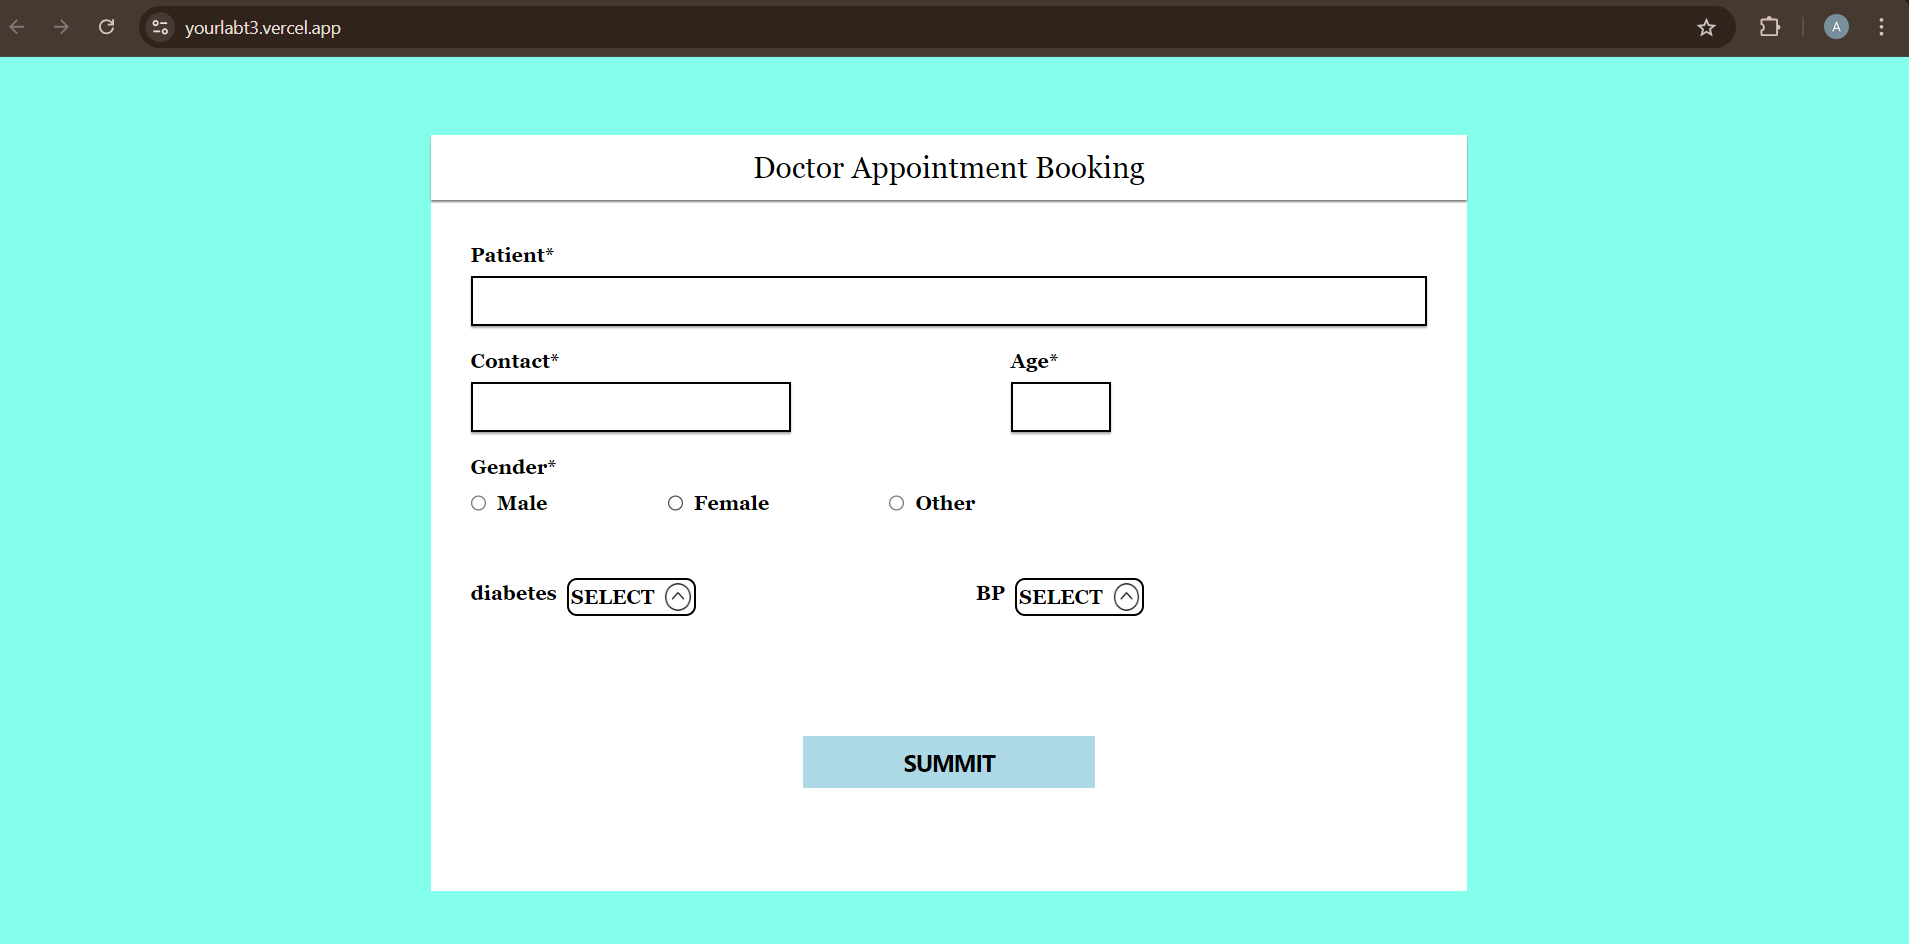 yourlabt3.vercel.app
A
Doctor Appointment Booking
Patient*
Contact* Age*
Gender*
Male Female Other
diabetes SELECT BP SELECT
SUMMIT